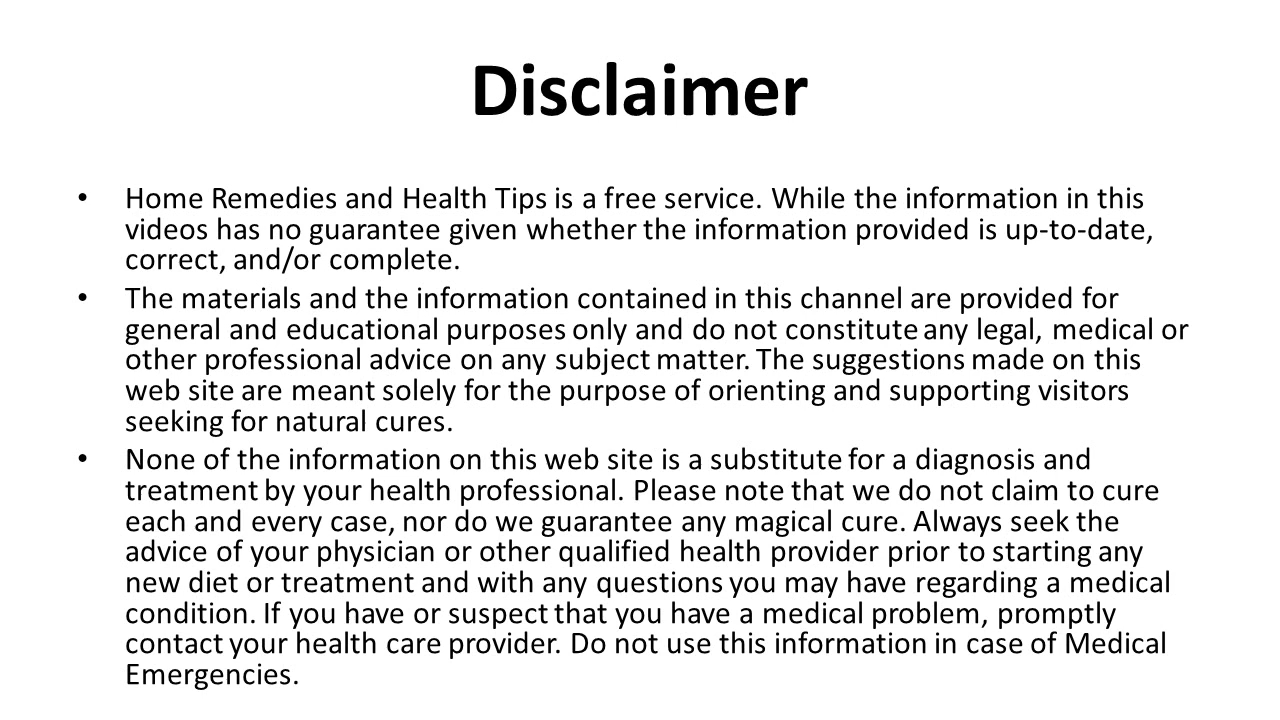 Disclaimer
• Home Remedies and Health Tips is a free service. While the information in this
videos has no guarantee given whether the information provided is up-to-date,
correct, and/or complete.
• The materials and the information contained in this channel are provided for
general and educational purposes only and do not constitute any legal, medical or
other professional advice on any subject matter. The suggestions made on this
web site are meant solely for the purpose of orienting and supporting visitors
seeking for natural cures.
• None of the information on this web site is a substitute for a diagnosis and
treatment by your health professional. Please note that we do not claim to cure
each and every case, nor do we guarantee any magical cure. Always seek the
advice of your physician or other qualified health provider prior to starting any
new diet or treatment and with any questions you may have regarding a medical
condition. If you have or suspect that you have a medical problem, promptly
contact your health care provider. Do not use this information in case of Medical
Emergencies.